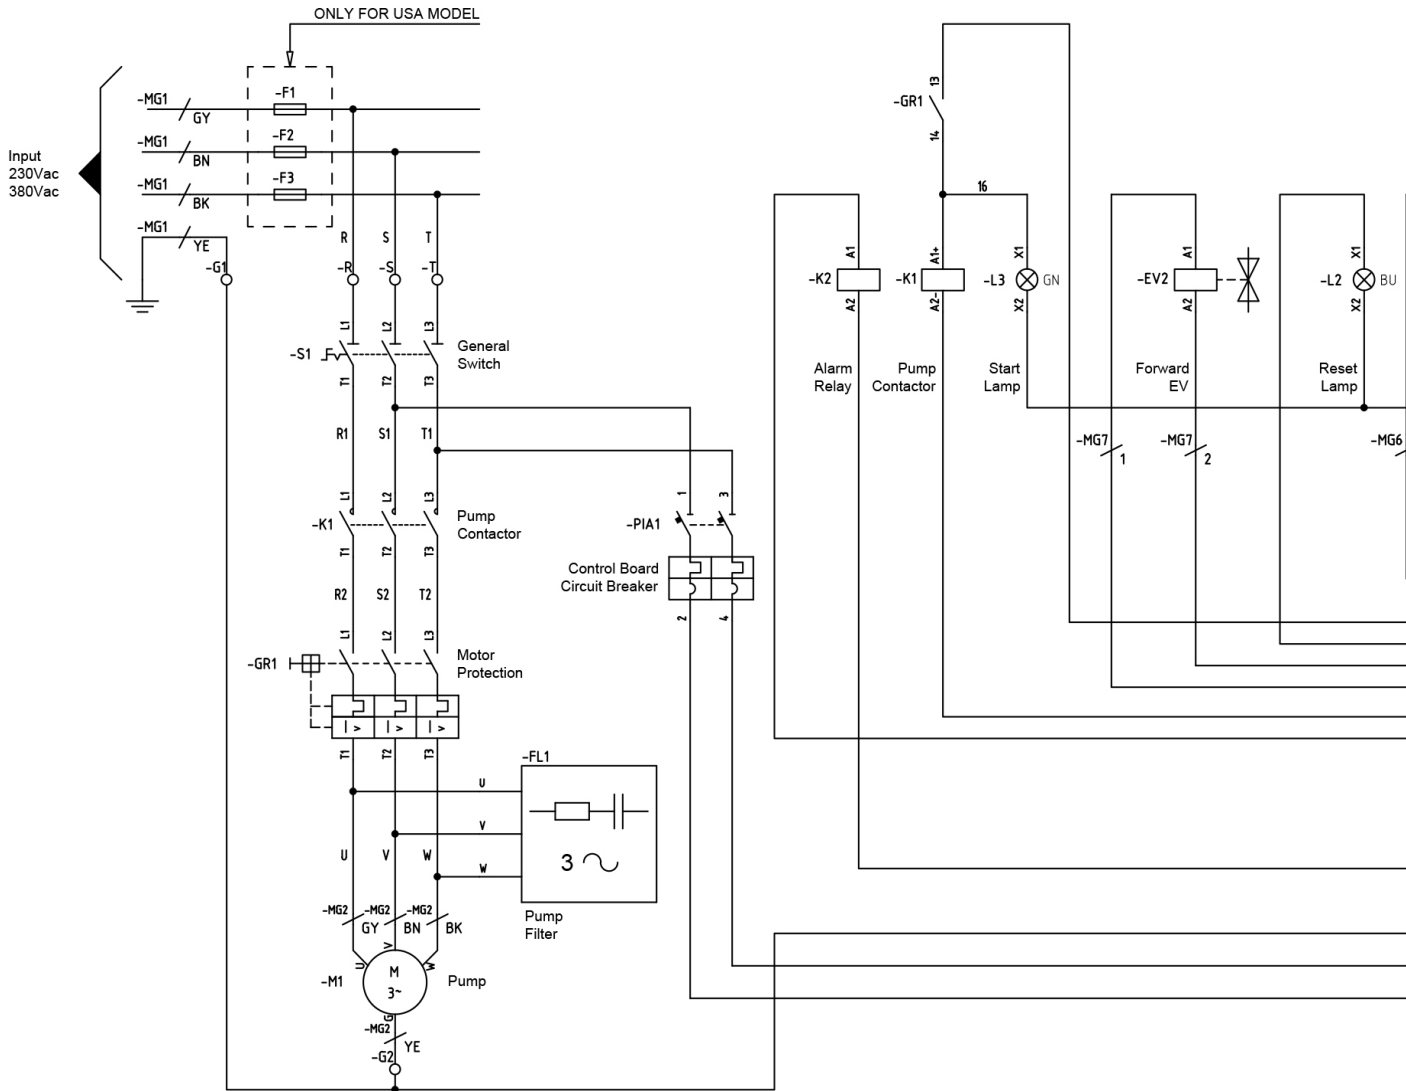 ONLY FOR USA MODEL
-MG1
GY
-F1
-MG1
BN
-F2
-MG1
BK
-F3
-MG1
YE
Input
230Vac
380Vac
R
S
T
-G1
-R
-S
-T
L1
L2
L3
-S1
General
Switch
T1
T2
T3
R1
S1
T1
L1
L2
L3
-K1
Pump
Contactor
T1
T2
T3
R2
S2
T2
L1
L2
L3
-GR1
Motor
Protection
I >
I >
I >
T1
T2
T3
-FL1
U
V
W
3
U
V
W
Pump
Filter
-MG2
GY
-MG2
BN
-MG2
BK
U
V
W
-M1
M
3~
Pump
G
-MG2
YE
-G2
1
3
-PIA1
Control Board
Circuit Breaker
2
4
13
-GR1
14
16
A1
-K2
A2
Alarm
Relay
A1+
-K1
A2-
Pump
Contactor
X1
-L3
GN
X2
Start
Lamp
A1
-EV2
A2
Forward
EV
X1
-L2
BU
X2
Reset
Lamp
-MG7
1
-MG7
2
-MG6